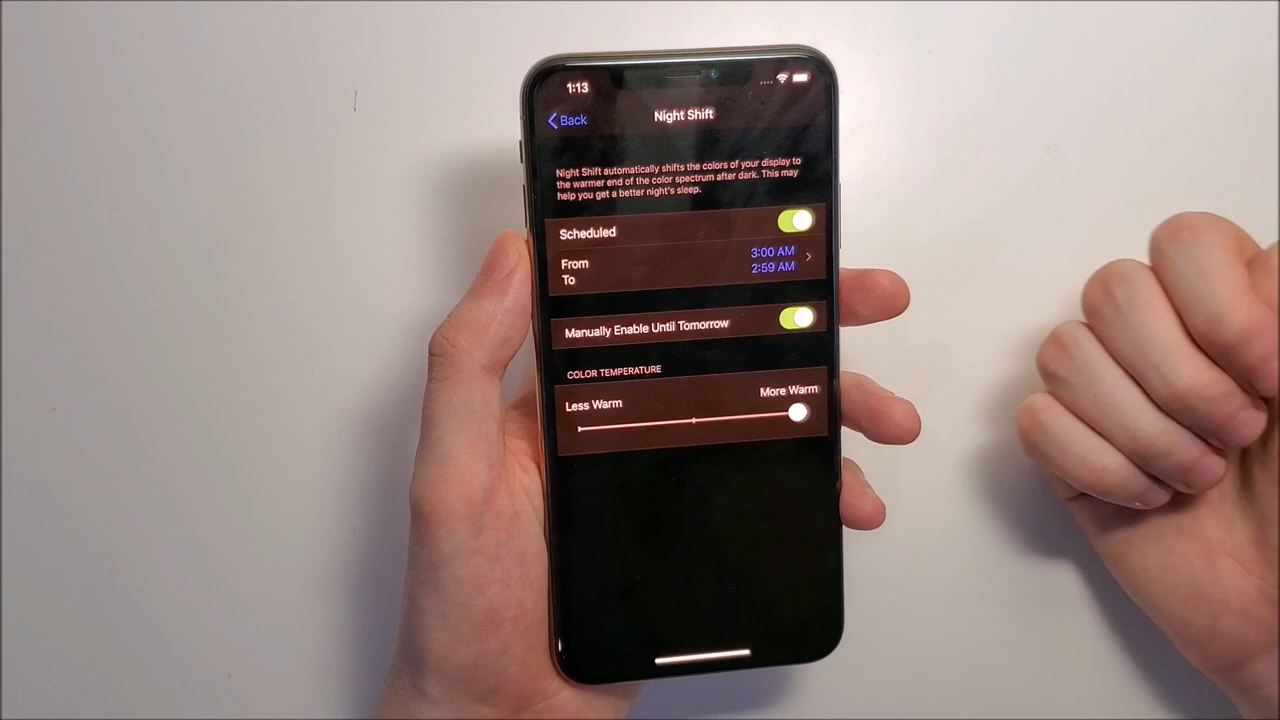 1:13
Back
Night Shift
Night Shift automatically shifts the colors of your display to
the warmer end of the color spectrum after dark. This may
help you get a better night's sleep.
Scheduled
From
3:00 AM
To
2:59 AM
Manually Enable Until Tomorrow
COLOR TEMPERATURE
Less Warm
More Warm